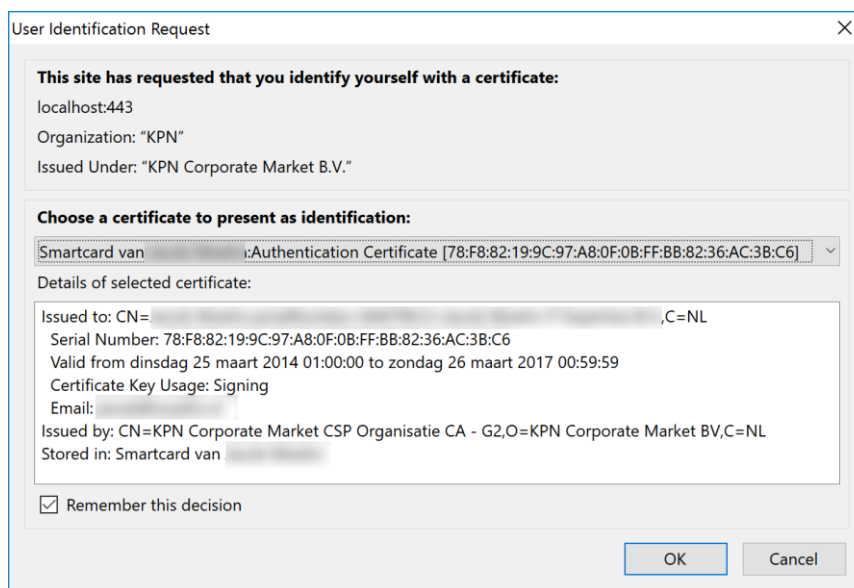 User Identification Request
This site has requested that you identify yourself with a certificate:
localhost:443
Organization: “KPN”
Issued Under: “KPN Corporate Market B.V.”
Choose a certificate to present as identification:
Smartcard van :Authentication Certificate [78:F8:82:19:9C:97:A8:0F:0B:FF:BB:82:36:AC:3B:C6]
Details of selected certificate:
Issued to: CN= ,C=NL
Serial Number: 78:F8:82:19:9C:97:A8:0F:0B:FF:BB:82:36:AC:3B:C6
Valid from dinsdag 25 maart 2014 01:00:00 to zondag 26 maart 2017 00:59:59
Certificate Key Usage: Signing
Email:
Issued by: CN=KPN Corporate Market CSP Organisatie CA - G2,O=KPN Corporate Market BV,C=NL
Stored in: Smartcard van
Remember this decision
OK
Cancel